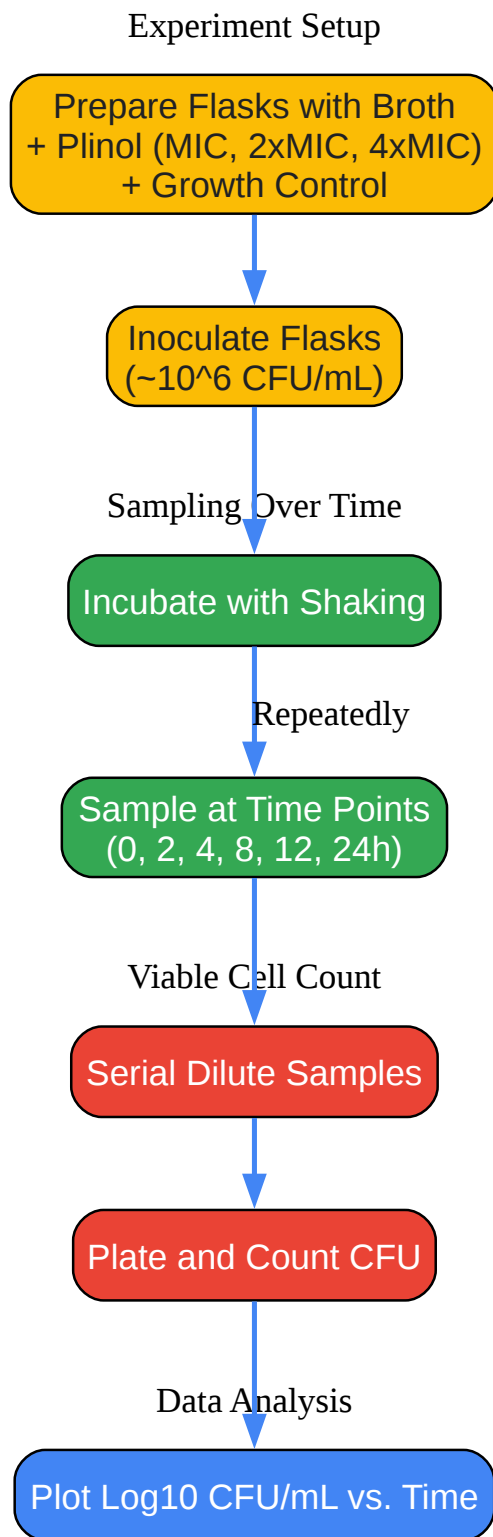 Experiment Setup
Prepare Flasks with Broth
+ Plinol (MIC, 2xMIC, 4xMIC)
+ Growth Control
Inoculate Flasks
(~10^6 CFU/mL)
Sampling Over Time
Incubate with Shaking
Repeatedly
Sample at Time Points
(0, 2, 4, 8, 12, 24h)
Viable Cell Count
Serial Dilute Samples
Plate and Count CFU
Data Analysis
Plot Log10 CFU/mL vs. Time